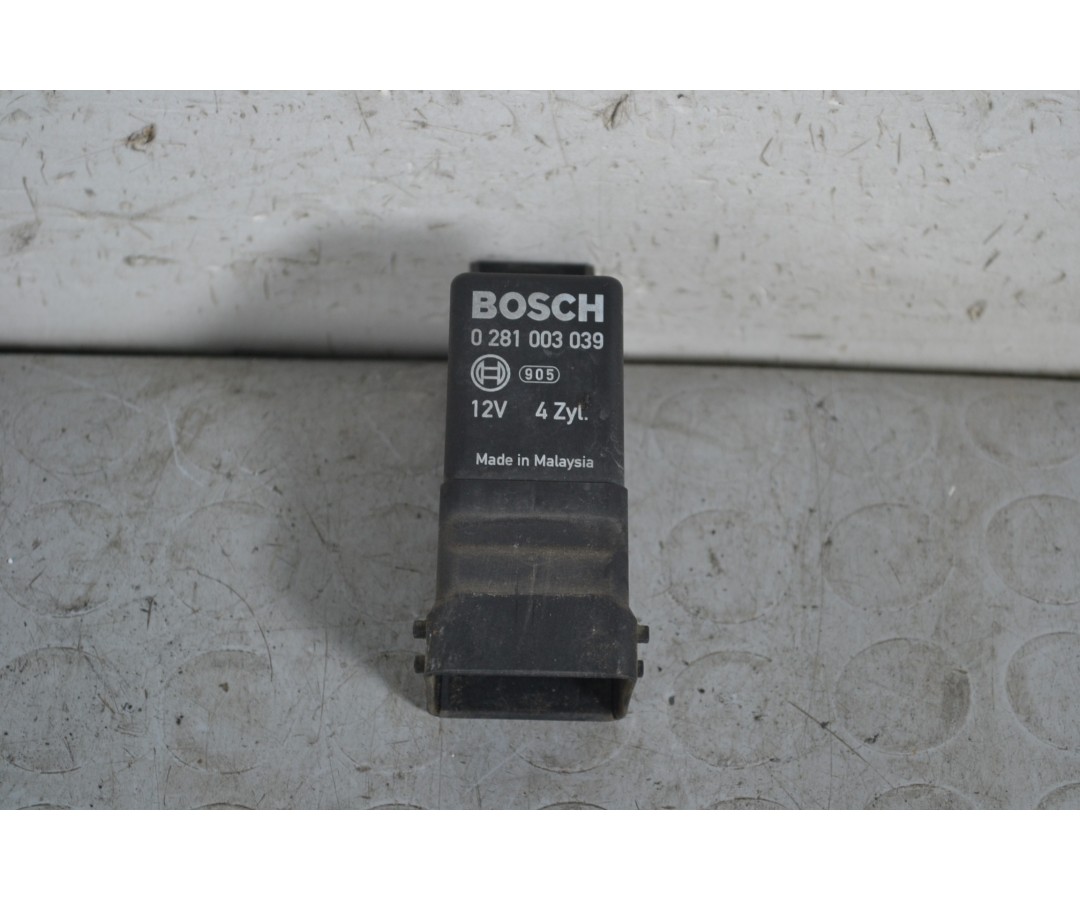 BOSCH
0 281 003 039
905
12V 4 Zyl.
Made in Malaysia